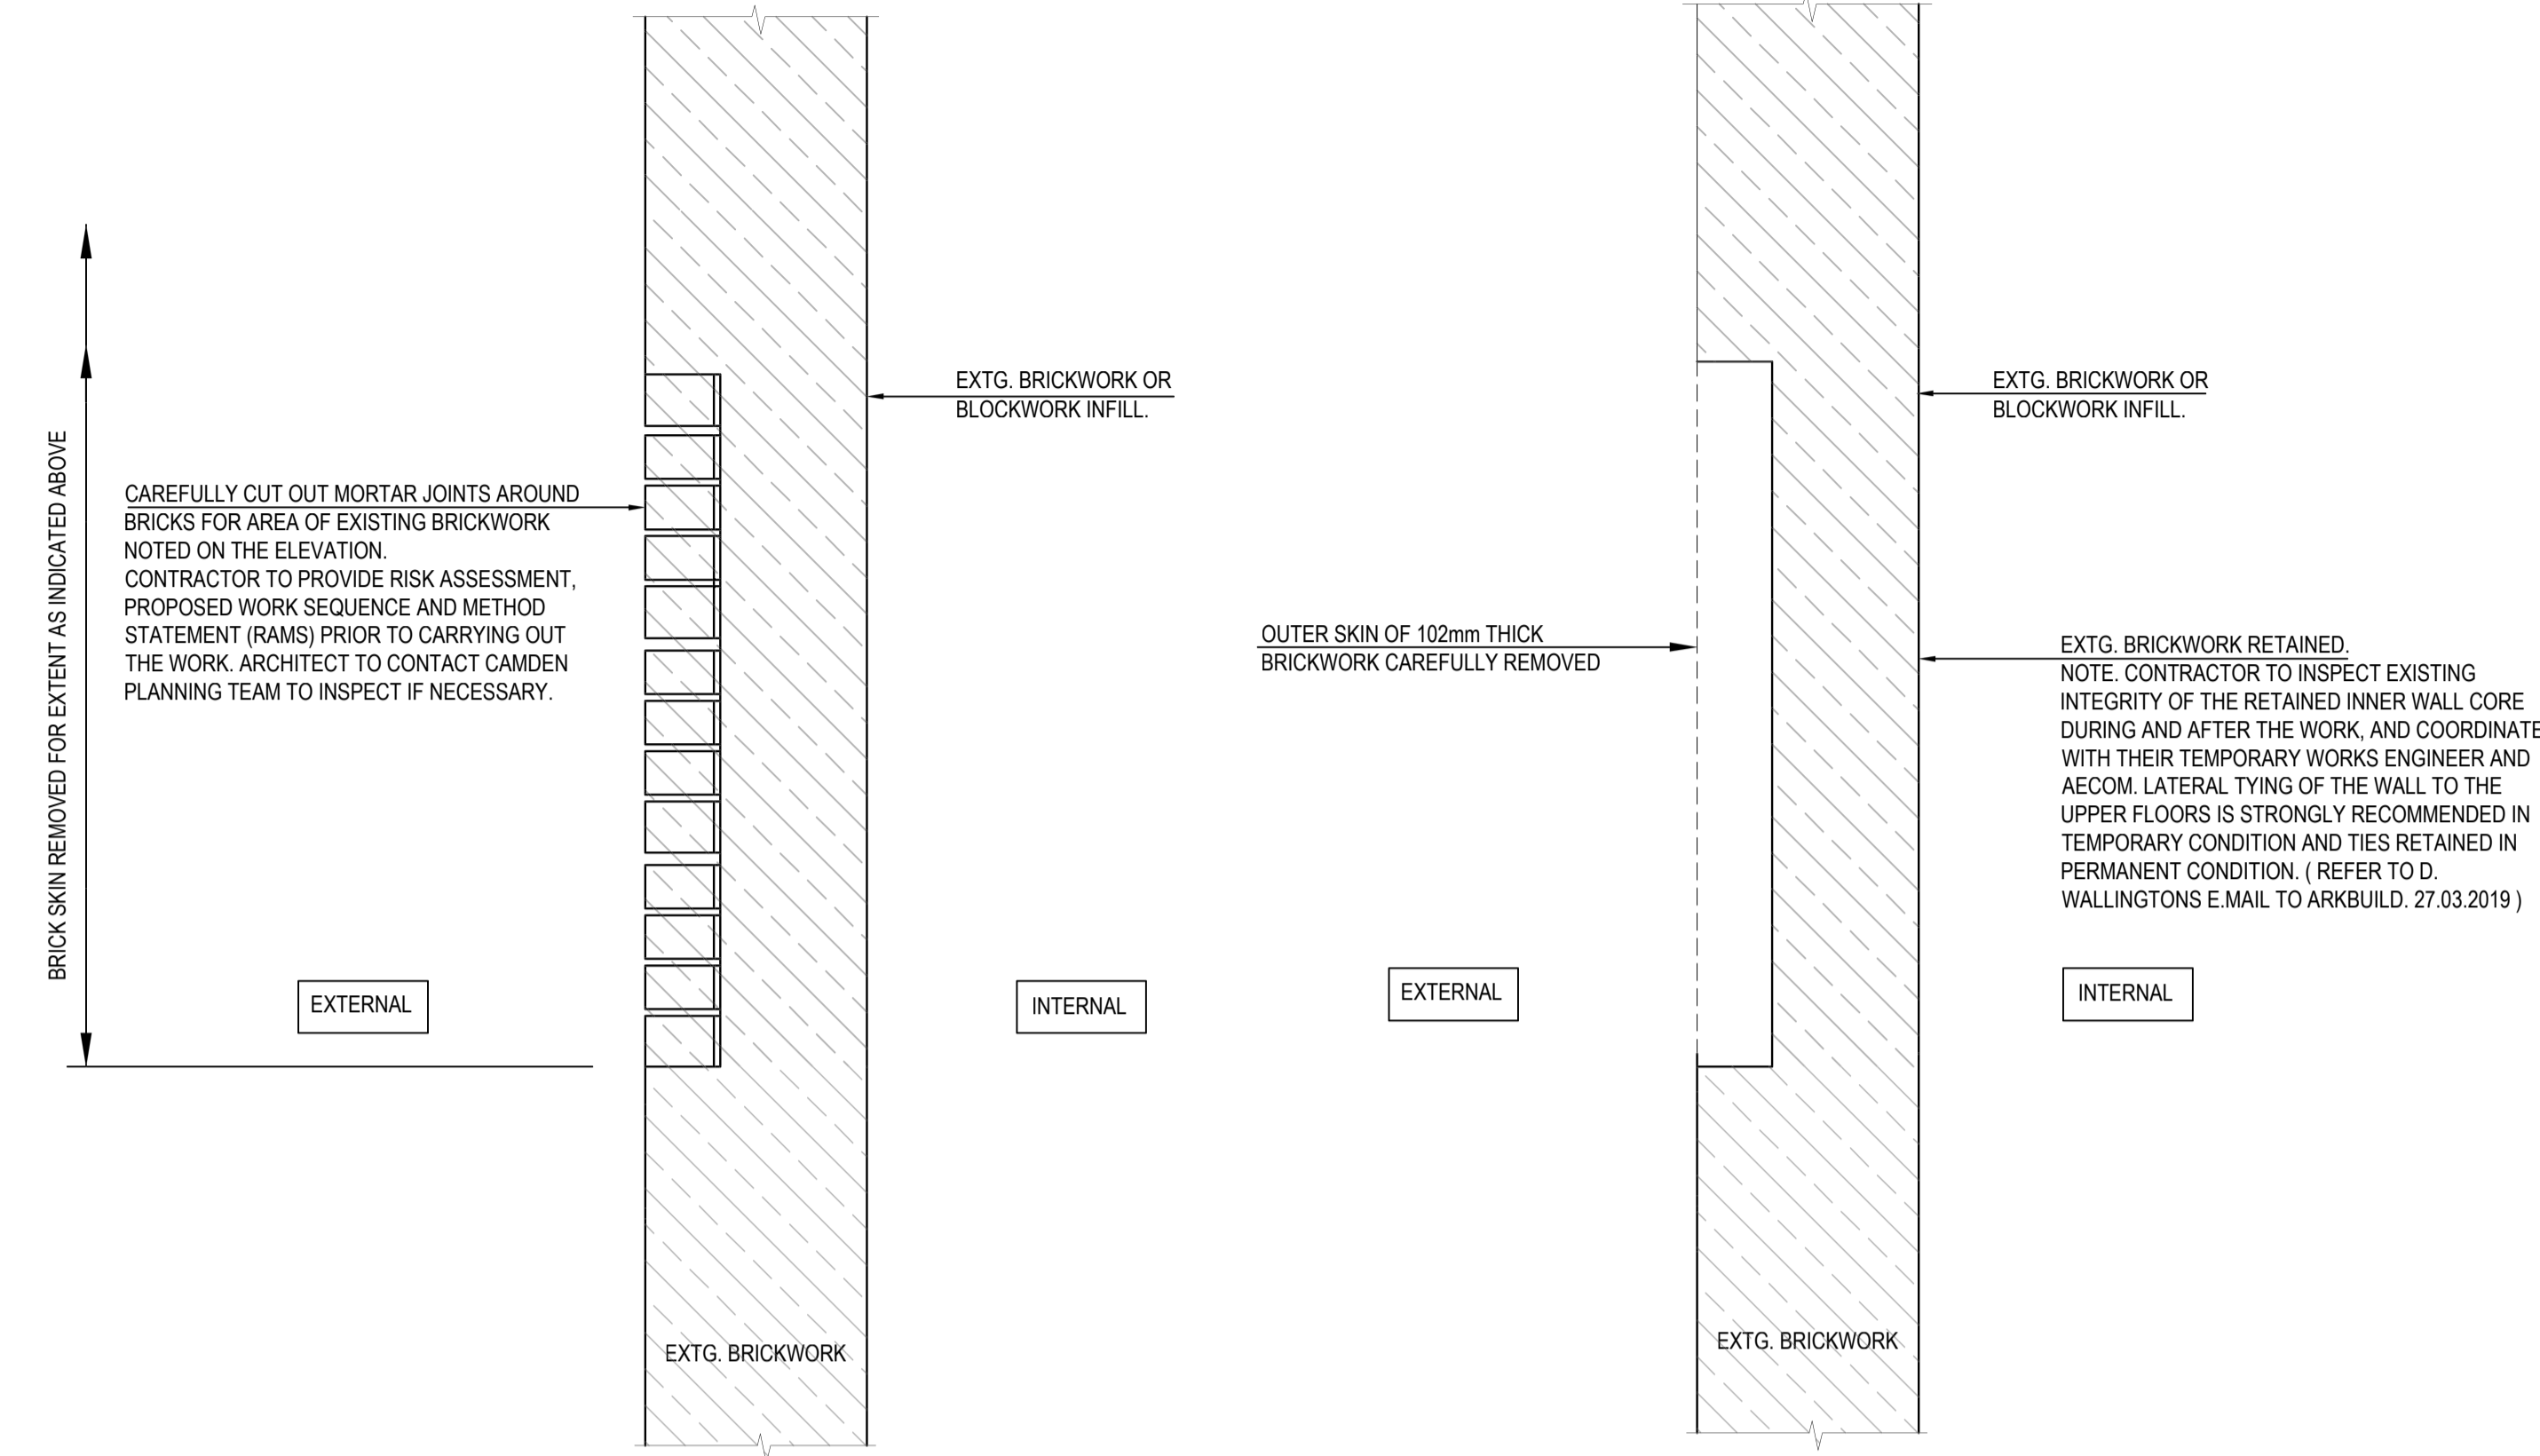 BRICK SKIN REMOVED FOR EXTENT AS INDICATED ABOVE
CAREFULLY CUT OUT MORTAR JOINTS AROUND
BRICKS FOR AREA OF EXISTING BRICKWORK
NOTED ON THE ELEVATION.
CONTRACTOR TO PROVIDE RISK ASSESSMENT,
PROPOSED WORK SEQUENCE AND METHOD
STATEMENT (RAMS) PRIOR TO CARRYING OUT
THE WORK. ARCHITECT TO CONTACT CAMDEN
PLANNING TEAM TO INSPECT IF NECESSARY.
EXTERNAL
EXTG. BRICKWORK OR
BLOCKWORK INFILL.
INTERNAL
EXTG. BRICKWORK
OUTER SKIN OF 102mm THICK
BRICKWORK CAREFULLY REMOVED
EXTERNAL
EXTG. BRICKWORK OR
BLOCKWORK INFILL.
EXTG. BRICKWORK RETAINED.
NOTE. CONTRACTOR TO INSPECT EXISTING
INTEGRITY OF THE RETAINED INNER WALL CORE
DURING AND AFTER THE WORK, AND COORDINATE
WITH THEIR TEMPORARY WORKS ENGINEER AND
AECOM. LATERAL TYING OF THE WALL TO THE
UPPER FLOORS IS STRONGLY RECOMMENDED IN
TEMPORARY CONDITION AND TIES RETAINED IN
PERMANENT CONDITION. ( REFER TO D.
WALLINGTONS E.MAIL TO ARKBUILD. 27.03.2019 )
INTERNAL
EXTG. BRICKWORK